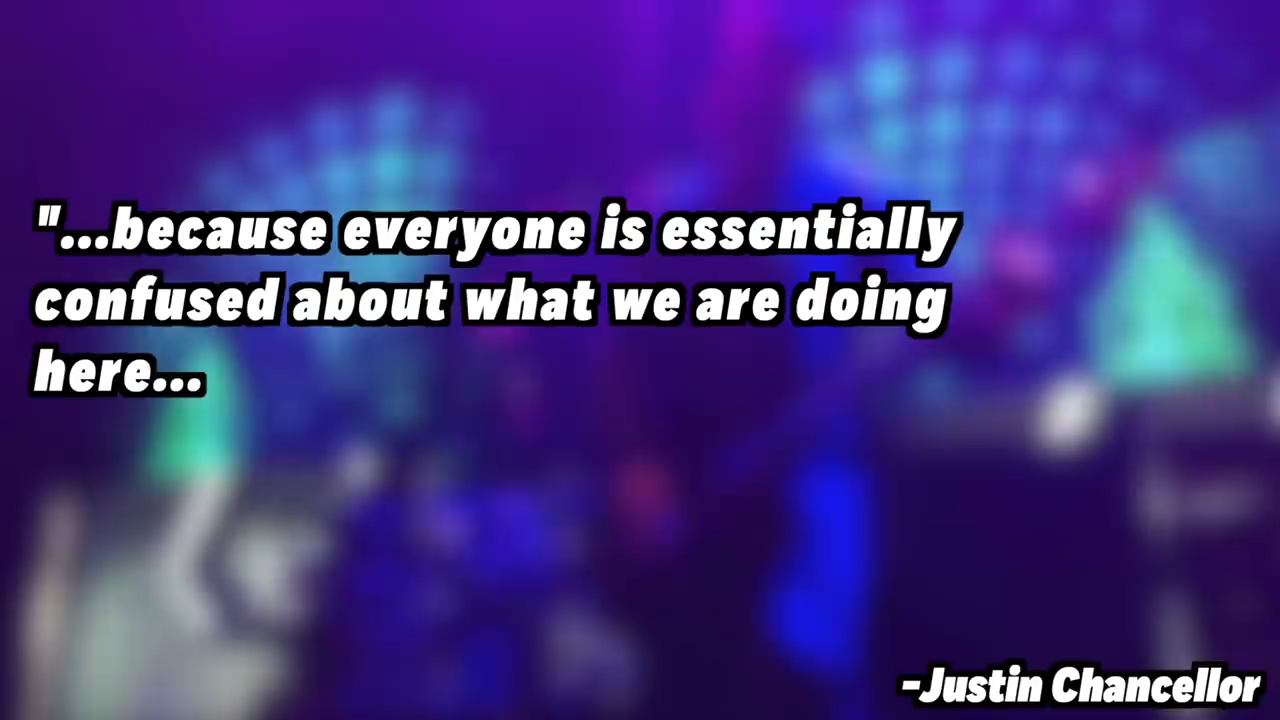 "...because everyone is essentially
confused about what we are doing
here...
-Justin Chancellor